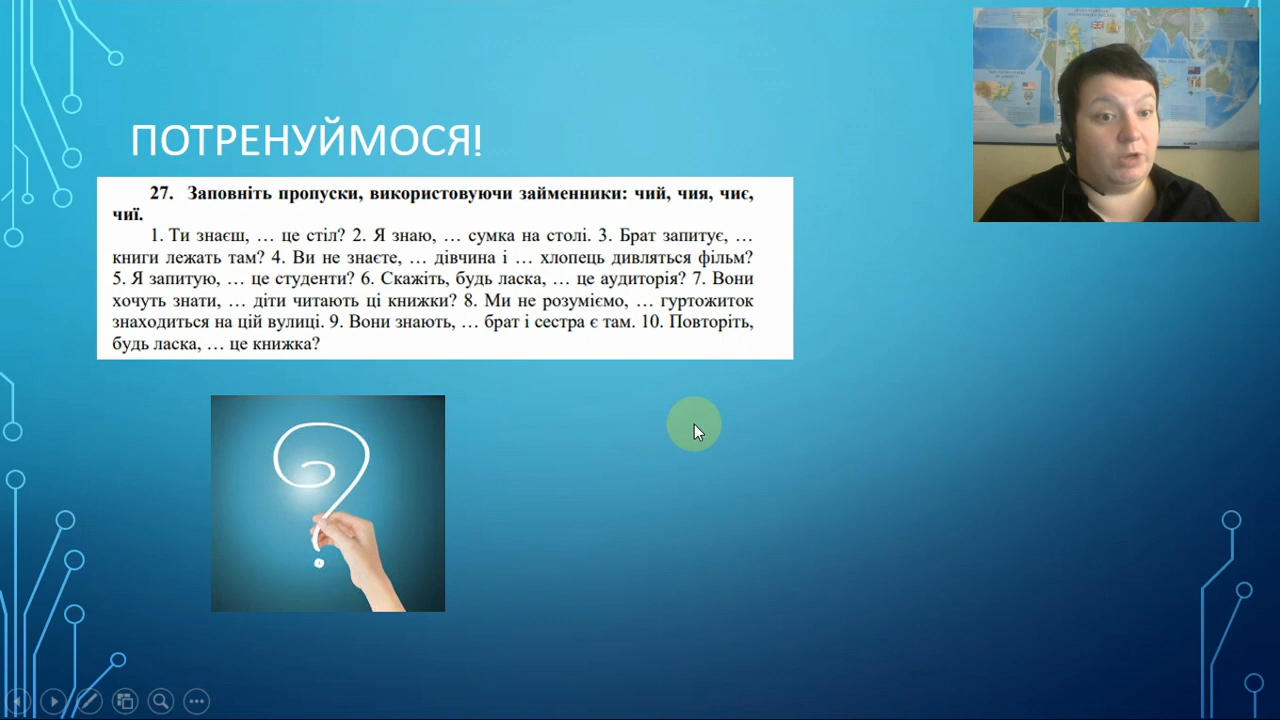 ПОТРЕНУЙМОСЯ!
27. Заповніть пропуски, використовуючи займенники: чий, чия, чиє,
чиї.
1. Ти знаєш, … це стіл? 2. Я знаю, … сумка на столі. 3. Брат запитує, …
книги лежать там? 4. Ви не знаєте, … дівчина і … хлопець дивляться фільм?
5. Я запитую, … це студенти? 6. Скажіть, будь ласка, … це аудиторія? 7. Вони
хочуть знати, … діти читають ці книжки? 8. Ми не розуміємо, … гуртожиток
знаходиться на цій вулиці. 9. Вони знають, … брат і сестра є там. 10. Повторіть,
будь ласка, … це книжка?